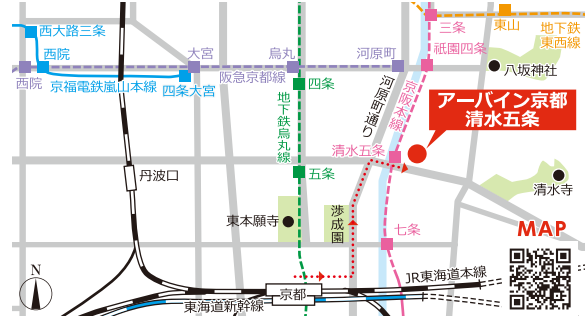 西大路三条
三条
東山
地下鉄
東西線
西院
大宮
烏丸
河原町
祇園四条
八坂神社
西院
京福電鉄嵐山本線
四条大宮
阪急京都線
四条
河原町通り
京阪本線
アーバイン京都
清水五条
地下鉄烏丸線
清水五条
丹波口
五条
清水寺
東本願寺
渉成園
七条
MAP
N
京都
JR東海道本線
東海道新幹線